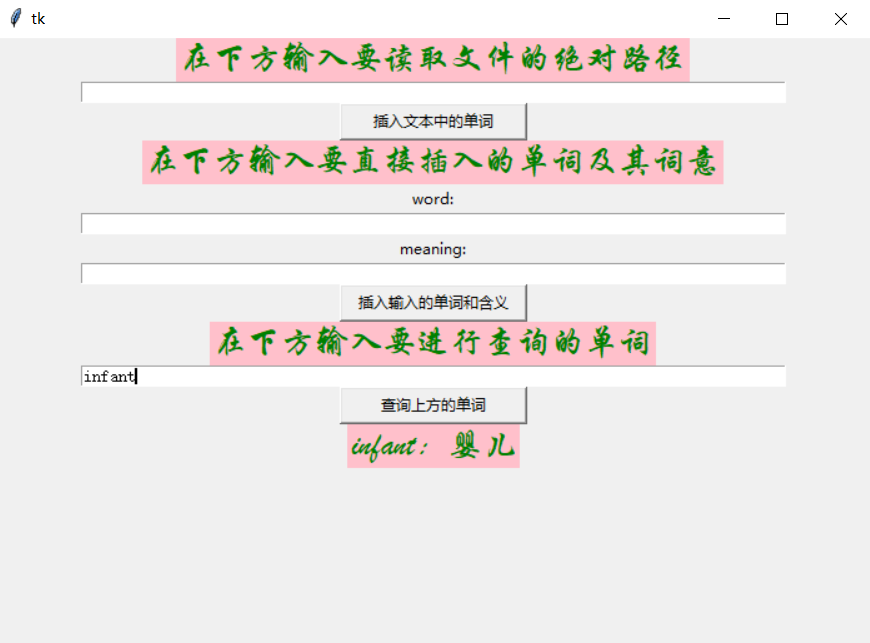 tk
在下方输入要读取文件的绝对路径
插入文本中的单词
在下方输入要直接插入的单词及其词意
word:
meaning:
插入输入的单词和含义
在下方输入要进行查询的单词
infant
查询上方的单词
infant: 婴儿